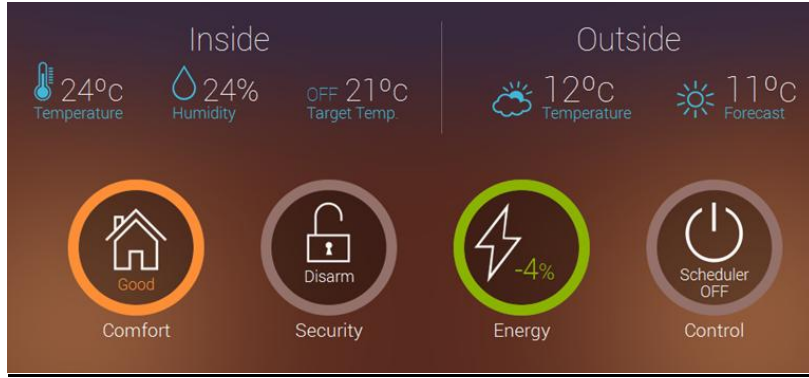 Inside
Outside
24ºc
Temperature
24%
Humidity
OFF 21ºc
Target Temp.
12ºc
Temperature
11ºc
Forecast
Good
Comfort
Disarm
Security
-4%
Energy
Scheduler
OFF
Control